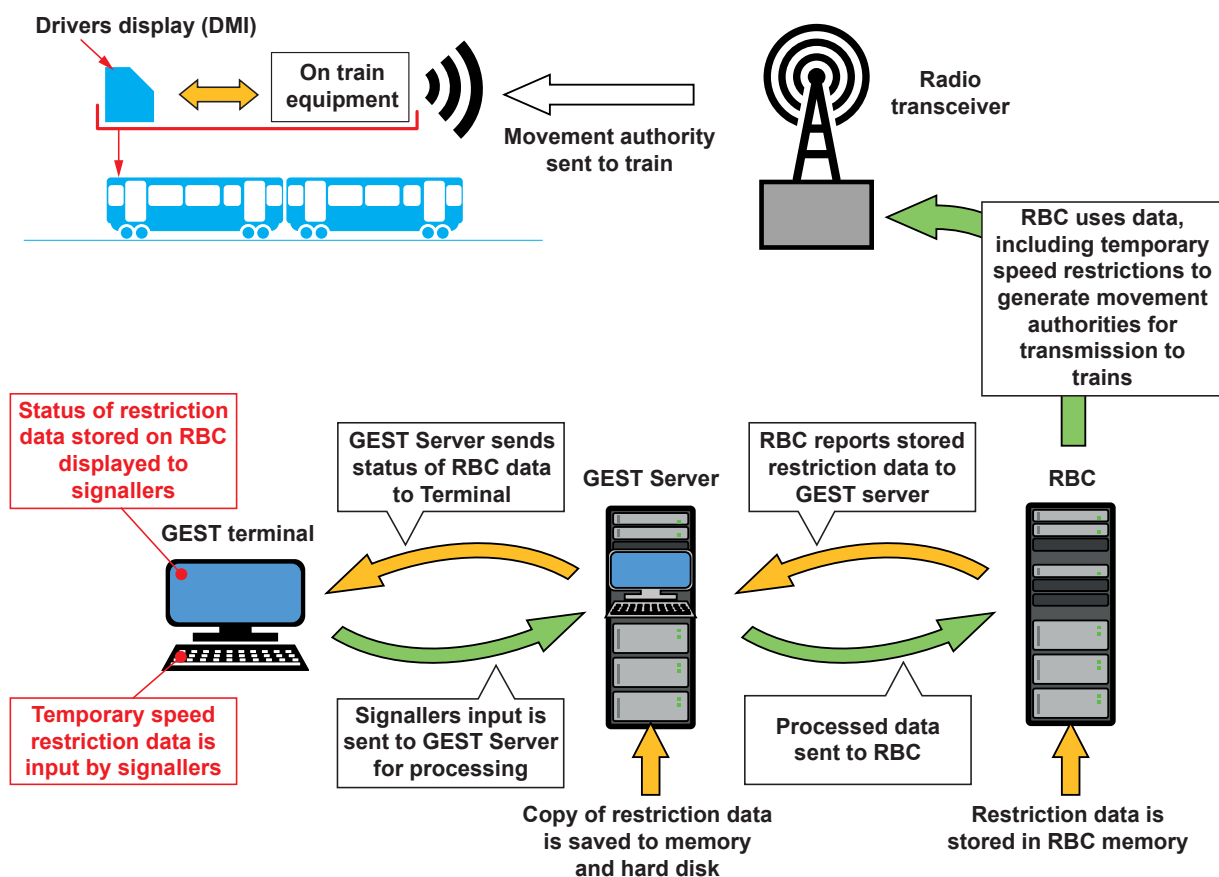 Drivers display (DMI)
On train
equipment
Movement authority
sent to train
Radio
transceiver
RBC uses data,
including temporary
speed restrictions to
generate movement
authorities for
transmission to
trains
Status of restriction
data stored on RBC
displayed to
signallers
GEST Server sends
status of RBC data
to Terminal
GEST Server
RBC reports stored
restriction data to
GEST server
RBC
GEST terminal
Temporary speed
restriction data is
input by signallers
Signallers input is
sent to GEST Server
for processing
Processed data
sent to RBC
Copy of restriction data
is saved to memory
and hard disk
Restriction data is
stored in RBC memory